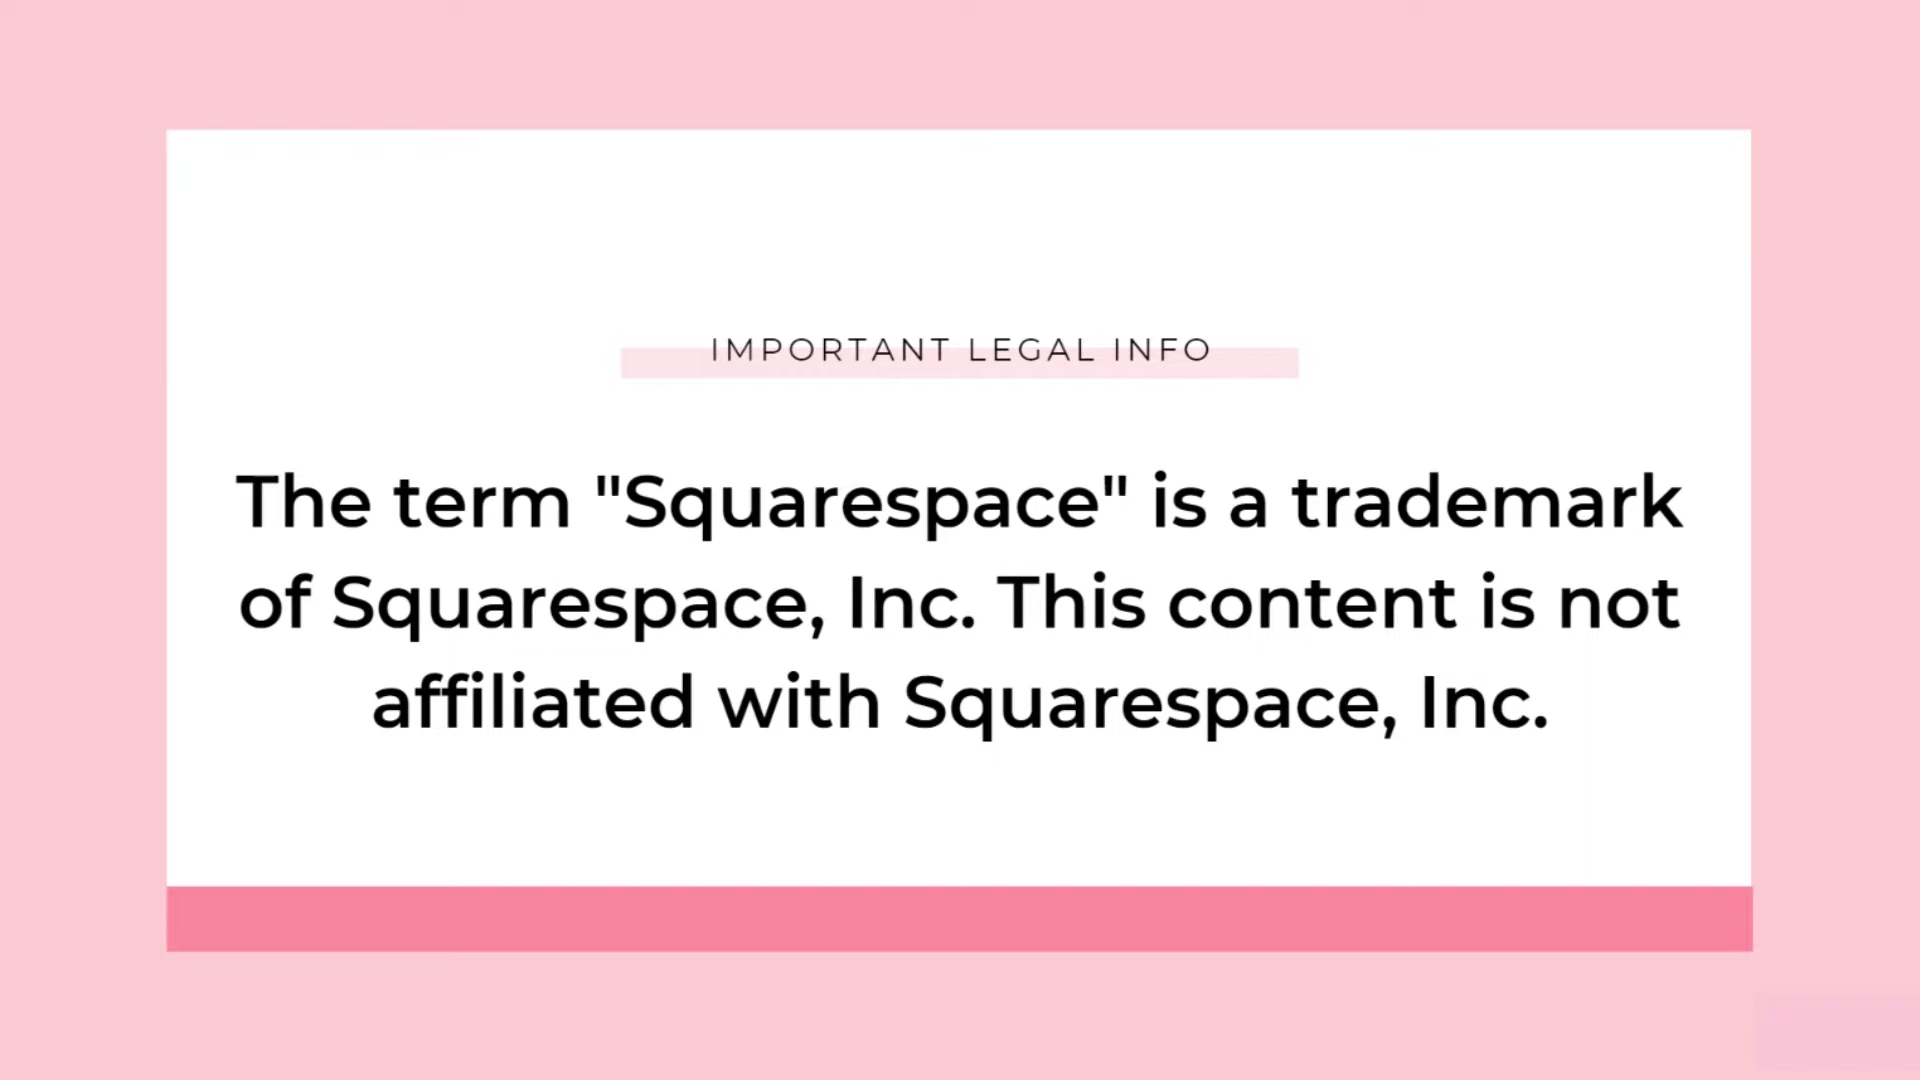 IMPORTANT LEGAL INFO
The term "Squarespace" is a trademark
of Squarespace, Inc. This content is not
affiliated with Squarespace, Inc.